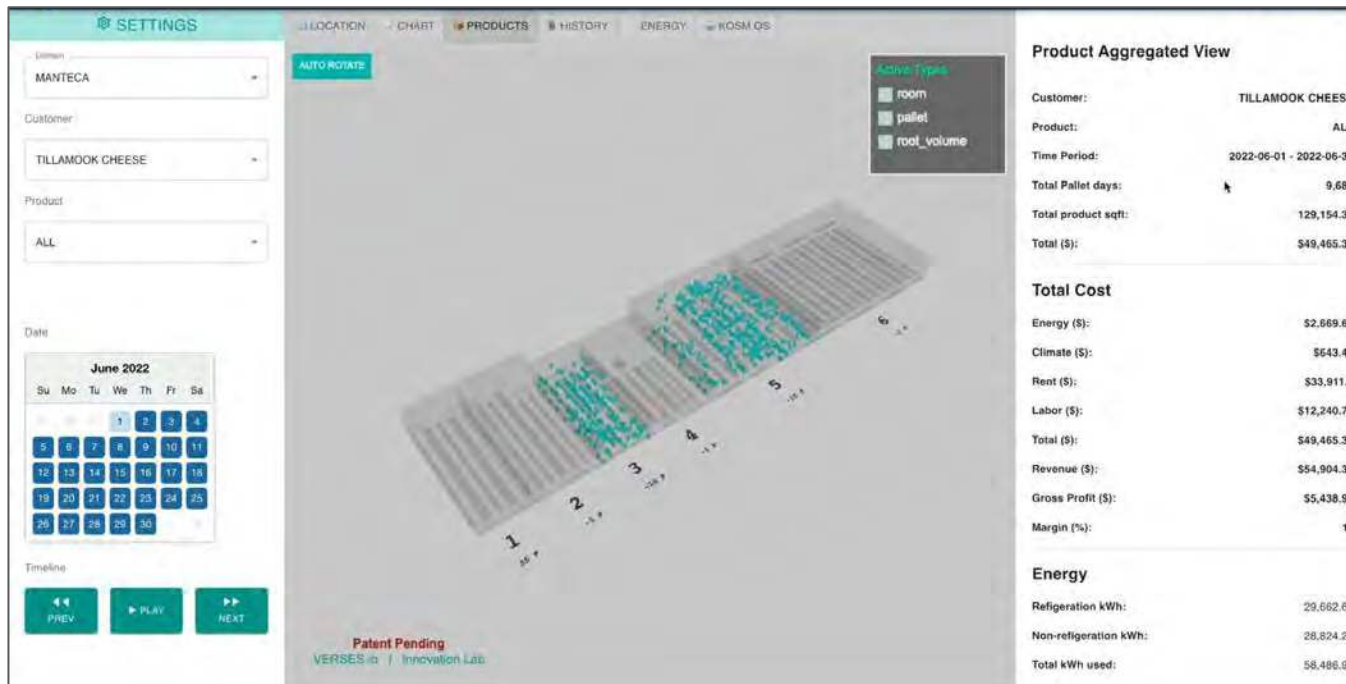 SETTINGS
Domain
MANTECA
Customer
TILLAMOOK CHEESE
Product
ALL
Date
June 2022
Su Mo Tu We Th Fr Sa
1 2 3 4
5 6 7 8 9 10 11
12 13 14 15 16 17 18
19 20 21 22 23 24 25
26 27 28 29 30
Timeline
PREV
PLAY
NEXT
LOCATION CHART PRODUCTS HISTORY ENERGY KOSMOS
AUTO ROTATE
Active Types
room
pallet
root_volume
1
2
3
4
5
6
Patent Pending
VERSES.io | Innovation Lab
Product Aggregated View
Customer: TILLAMOOK CHEES
Product: AL
Time Period: 2022-06-01 - 2022-06-3
Total Pallet days: 9,68
Total product sqft: 129,154.3
Total ($): $49,465.3
Total Cost
Energy ($): $2,669.6
Climate ($): $643.4
Rent ($): $33,911.
Labor ($): $12,240.7
Total ($): $49,465.3
Revenue ($): $54,904.3
Gross Profit ($): $5,438.9
Margin (%): 1
Energy
Refigeration kWh: 29,662.6
Non-refigeration kWh: 28,824.2
Total kWh used: 58,486.9